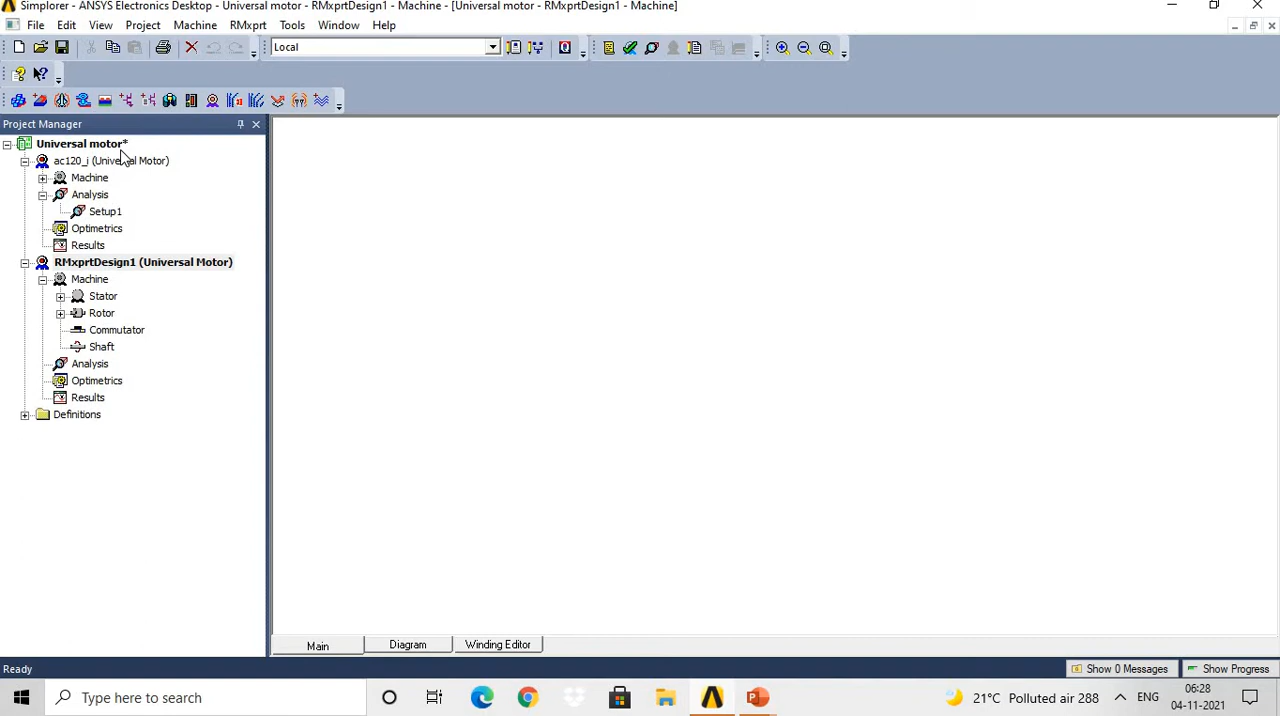 Simplorer - ANSYS Electronics Desktop - Universal motor - RMxprtDesign1 - Machine - [Universal motor - RMxprtDesign1 - Machine]
File Edit View Project Machine RMxprt Tools Window Help
Local
Project Manager
Universal motor*
ac120_i (Universal Motor)
Machine
Analysis
Setup1
Optimetrics
Results
RMxprtDesign1 (Universal Motor)
Machine
Stator
Rotor
Commutator
Shaft
Analysis
Optimetrics
Results
Definitions
Main Diagram Winding Editor
Ready Show 0 Messages Show Progress
Type here to search 21°C Polluted air 288 ENG 06:28
04-11-2021